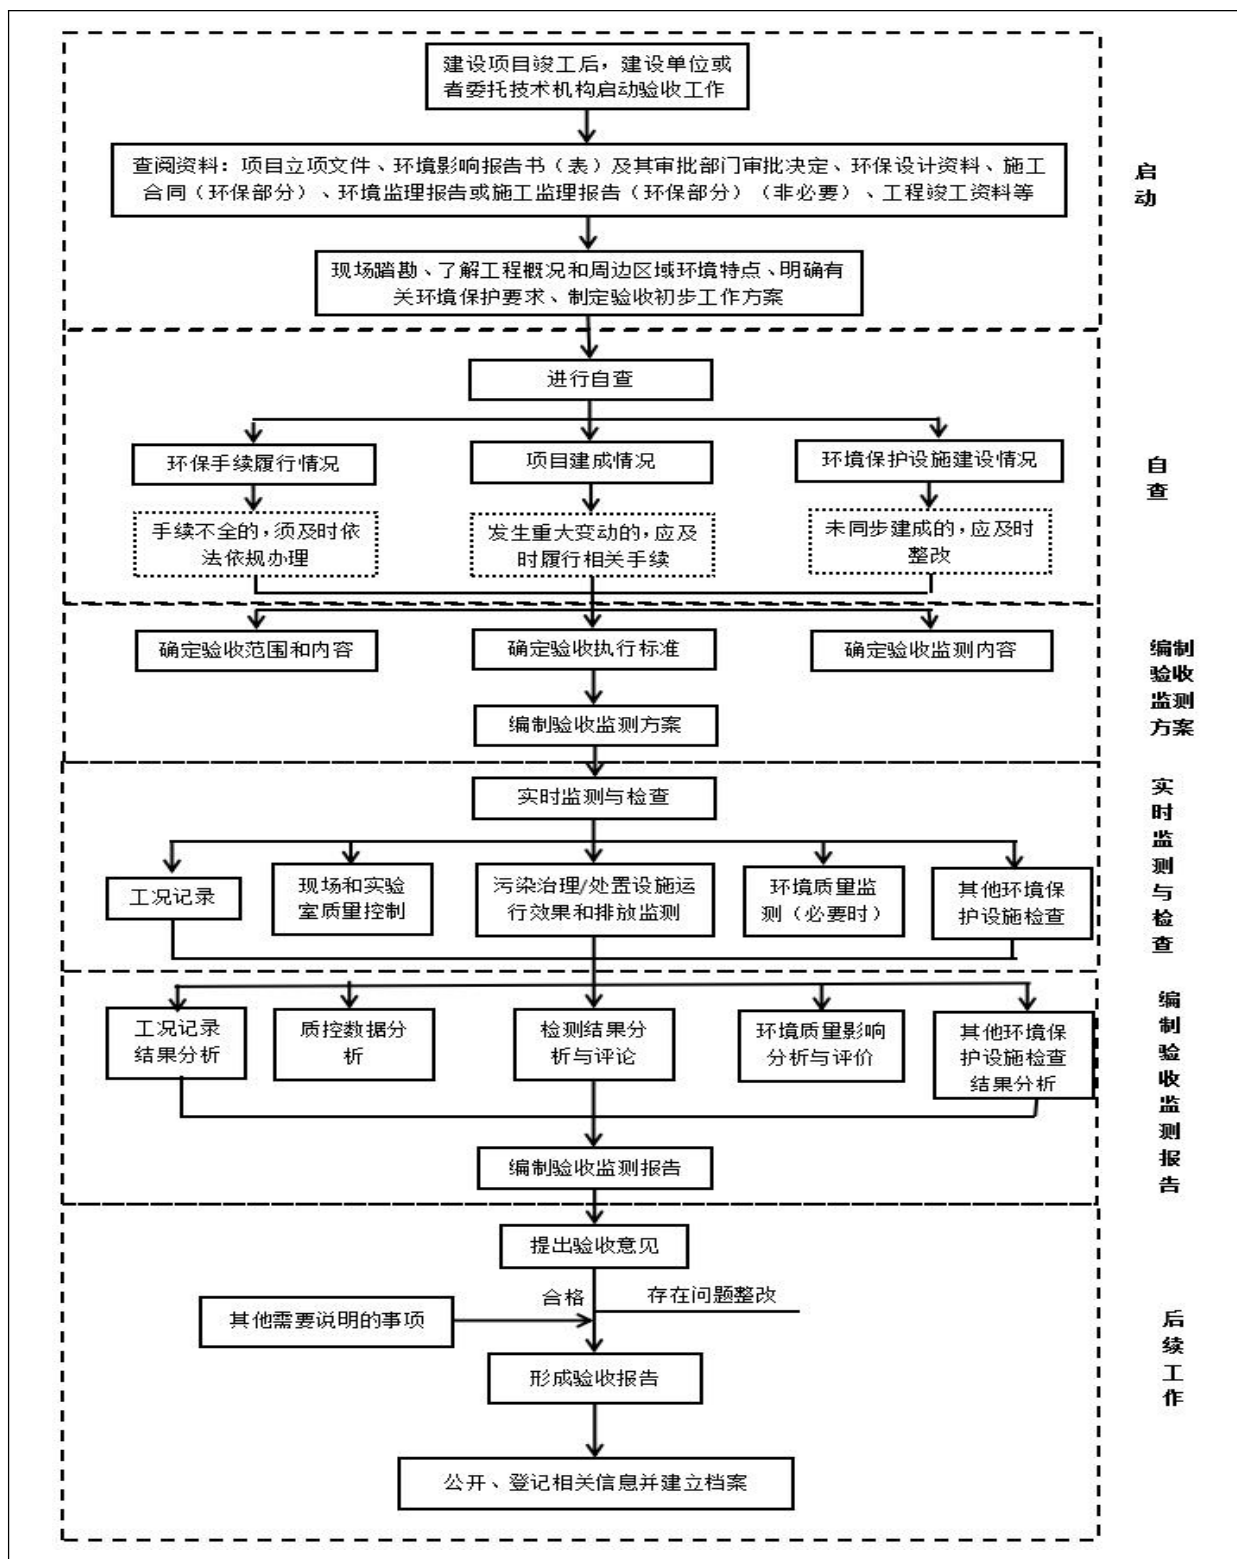 建设项目竣工后，建设单位或
者委托技术机构启动验收工作
查阅资料：项目立项文件、环境影响报告书（表）及其审批部门审批决定、环保设计资料、施工
合同（环保部分）、环境监理报告或施工监理报告（环保部分）（非必要）、工程竣工资料等
现场踏勘、了解工程概况和周边区域环境特点、明确有
关环境保护要求、制定验收初步工作方案
启
动
进行自查
环保手续履行情况
项目建成情况
环境保护设施建设情况
手续不全的，须及时依
法依规办理
发生重大变动的，应及
时履行相关手续
未同步建成的，应及时
整改
自
查
确定验收范围和内容
确定验收执行标准
确定验收监测内容
编制验收监测方案
编制
验收
监测
方案
实时监测与检查
工况记录
现场和实验
室质量控制
污染治理/处置设施运
行效果和排放监测
环境质量监
测（必要时）
其他环境保
护设施检查
实
时
监
测
与
检
查
工况记录
结果分析
质控数据分
析
检测结果分
析与评论
环境质量影响
分析与评价
其他环境保
护设施检查
结果分析
编制验收监测报告
编
制
验
收
监
测
报
告
提出验收意见
合格
存在问题整改
其他需要说明的事项
形成验收报告
公开、登记相关信息并建立档案
后
续
工
作